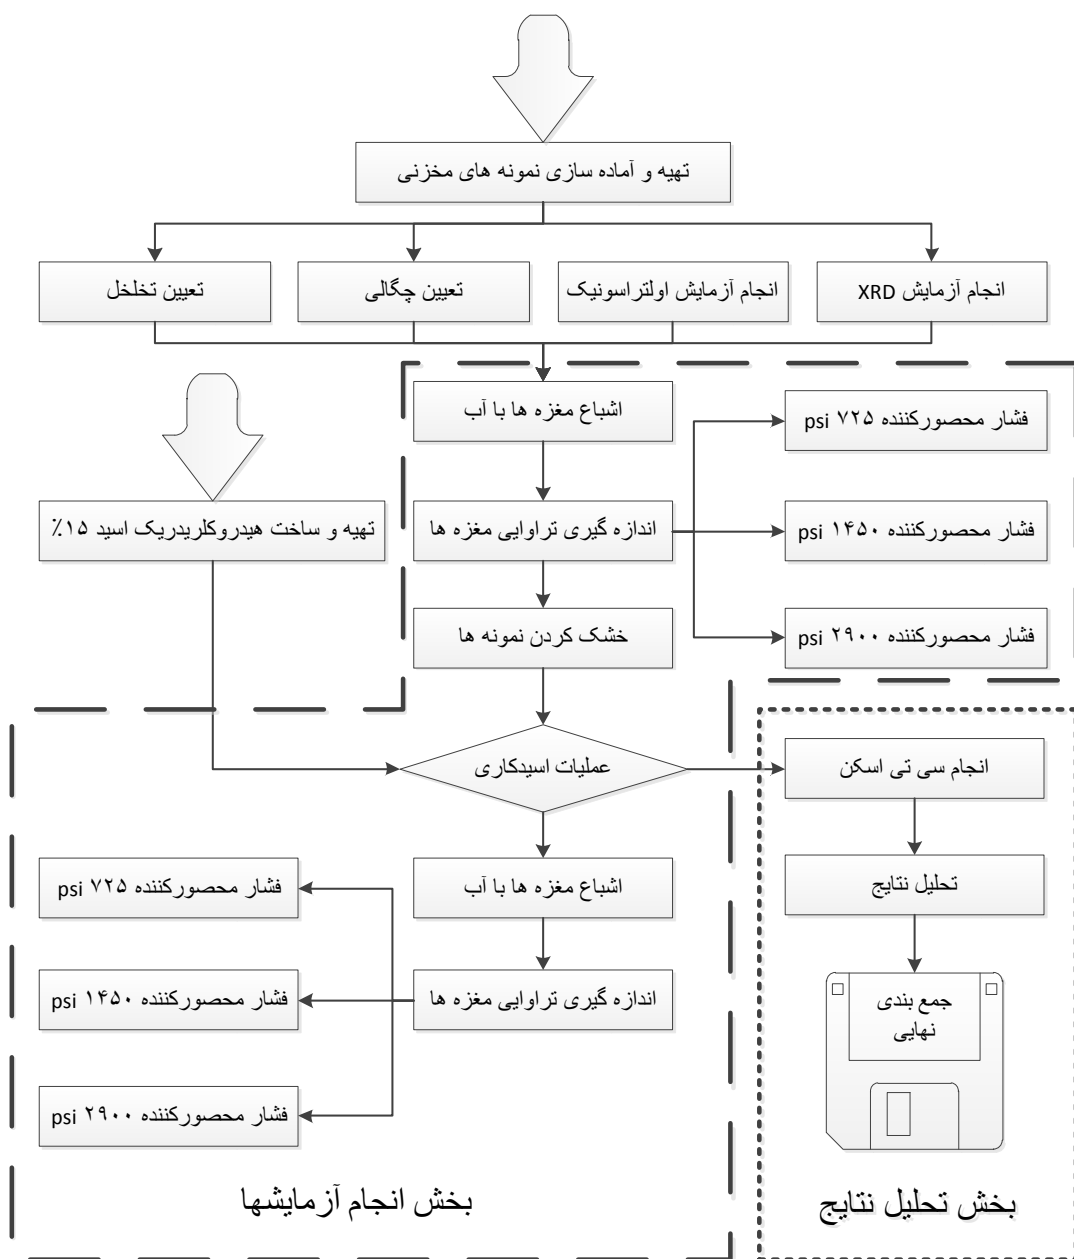 تهیه و آماده سازی نمونه های مخزنی
انجام آزمایش XRD
انجام آزمایش اولتراسونیک
تعیین چگالی
تعیین تخلخل
اشباع مغزه ها با آب
فشار محصورکننده ۷۲۵ psi
اندازه گیری تراوایی مغزه ها
فشار محصورکننده ۱۴۵۰ psi
تهیه و ساخت هیدروکلریدریک اسید ۱۵٪
خشک کردن نمونه ها
فشار محصورکننده ۲۹۰۰ psi
عملیات اسیدکاری
انجام سی تی اسکن
اشباع مغزه ها با آب
فشار محصورکننده ۷۲۵ psi
تحلیل نتایج
اندازه گیری تراوایی مغزه ها
فشار محصورکننده ۱۴۵۰ psi
جمع بندی
نهایی
فشار محصورکننده ۲۹۰۰ psi
بخش تحلیل نتایج
بخش انجام آزمایشها